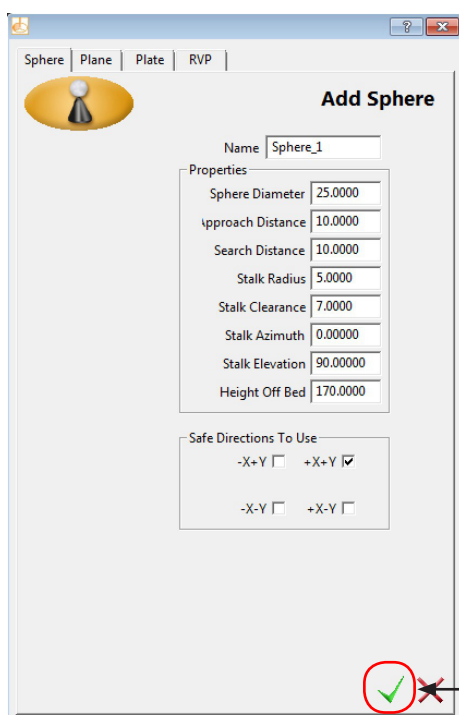 Sphere Plane Plate RVP
Add Sphere
Name Sphere_1
Properties
Sphere Diameter 25.0000
Approach Distance 10.0000
Search Distance 10.0000
Stalk Radius 5.0000
Stalk Clearance 7.0000
Stalk Azimuth 0.00000
Stalk Elevation 90.00000
Height Off Bed 170.0000
Safe Directions To Use
-X+Y +X+Y
-X-Y +X-Y